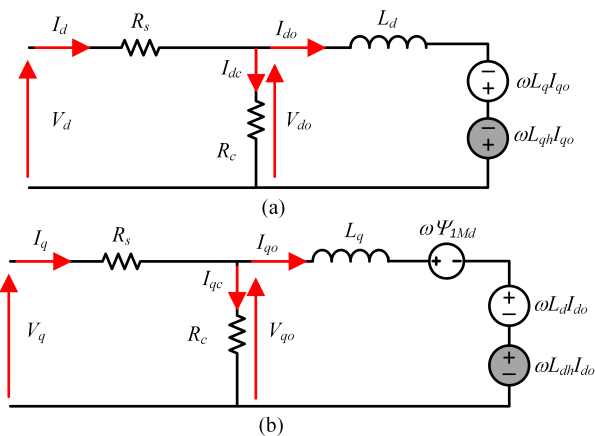 I_d R_s I_do L_d
I_dc
V_d R_c V_do
− + ωL_qI_qo
− + ωL_qhI_qo
(a)
I_q R_s I_qo L_q ωΨ_1Md
+ −
I_qc
V_q R_c V_qo
+ − ωL_dI_do
+ − ωL_dhI_do
(b)